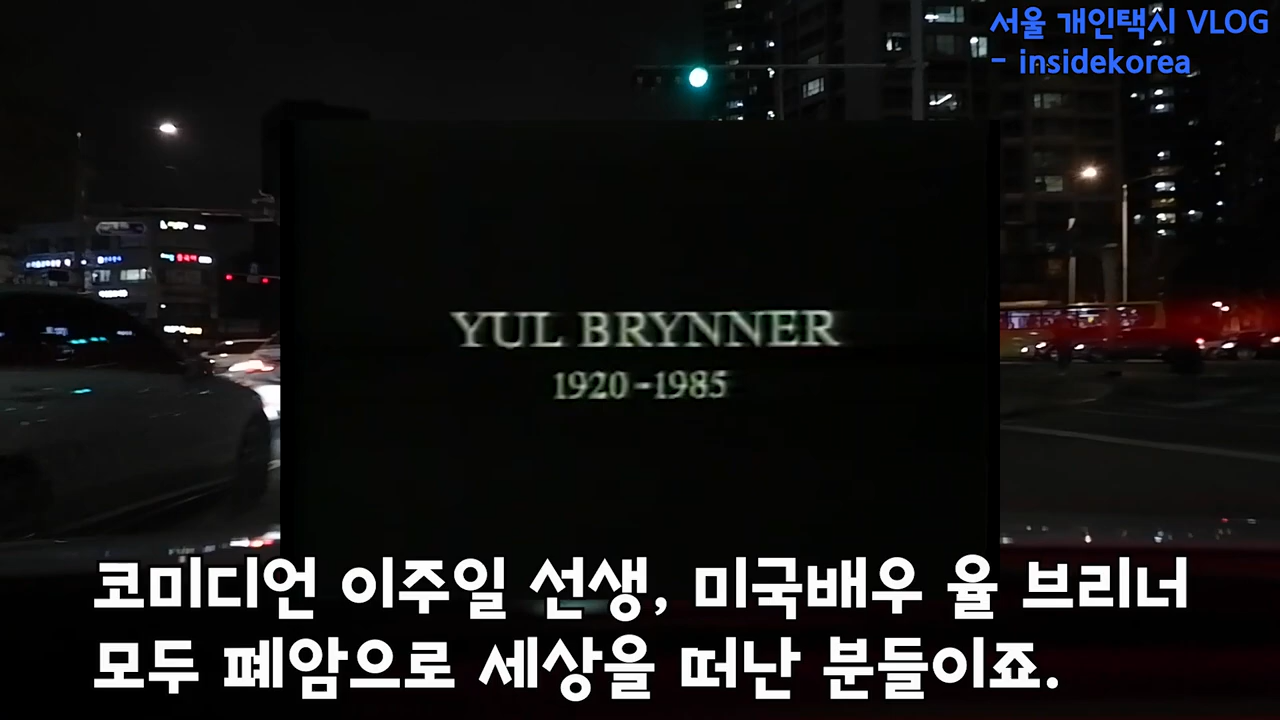 서울 개인택시 VLOG
- insidekorea
YUL BRYNNER
1920-1985
코미디언 이주일 선생, 미국배우 율 브리너
모두 폐암으로 세상을 떠난 분들이죠.